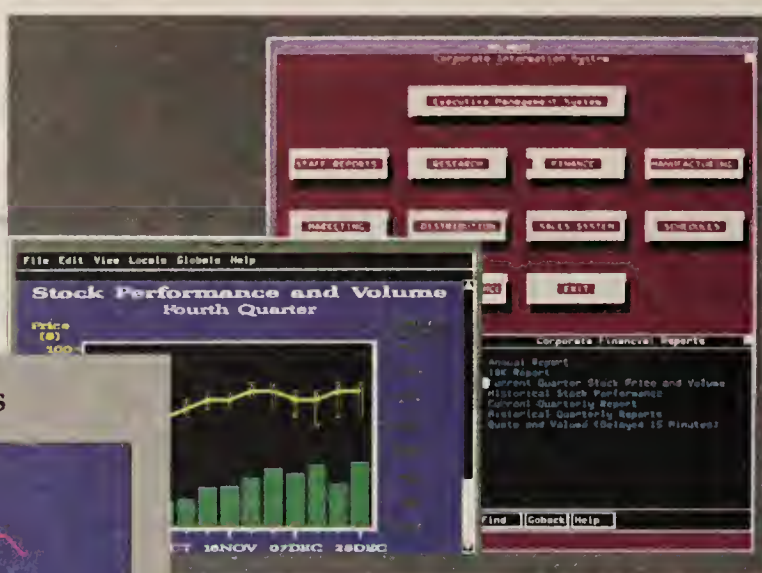 Corporate Information System
Executive Management System
STAFF REPORTS RESEARCH FINANCE MANUFACTURING
MARKETING DISTRIBUTION SALES SYSTEM SCHEDULES
EXIT
File Edit View Locals Globals Help
Stock Performance and Volume
Fourth Quarter
Price
($)
100
16NOV 07DEC 28DEC
Corporate Financial Reports
Annual Report
10K Report
Current Quarter Stock Price and Volume
Historical Stock Performance
Current Quarterly Report
Historical Quarterly Reports
Quote and Volume (Delayed 15 Minutes)
Find Goback Help